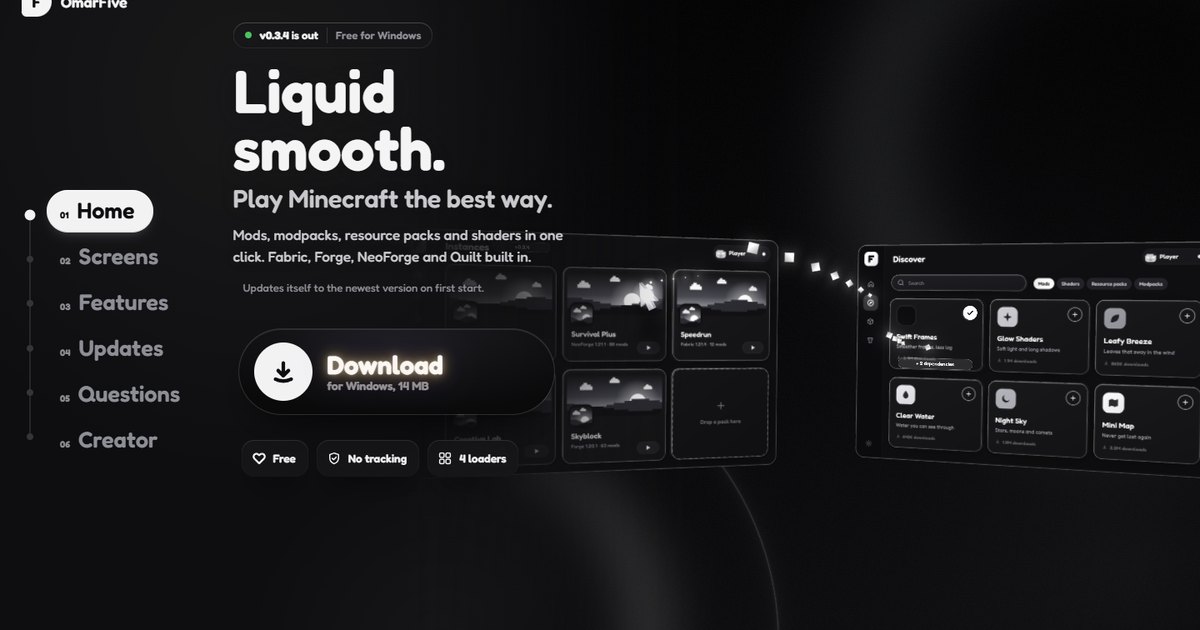 F
OmarFive
v0.3.4 is out
Free for Windows
Liquid
smooth.
Play Minecraft the best way.
Mods, modpacks, resource packs and shaders in one
click. Fabric, Forge, NeoForge and Quilt built in.
Updates itself to the newest version on first start.
Download
for Windows, 14 MB
Free
No tracking
4 loaders
01 Home
02 Screens
03 Features
04 Updates
05 Questions
06 Creator
Instances
Player
Survival Plus
Speedrun
Creative Lab
Skyblock
Drop a pack here
F
Discover
Player
Search
Mods
Shaders
Resource packs
Modpacks
Swift Frames
Glow Shaders
Soft light and long shadows
Leafy Breeze
Leaves that sway in the wind
Clear Water
Water you can see through
Night Sky
Stars, moons and comets
Mini Map
Never get lost again